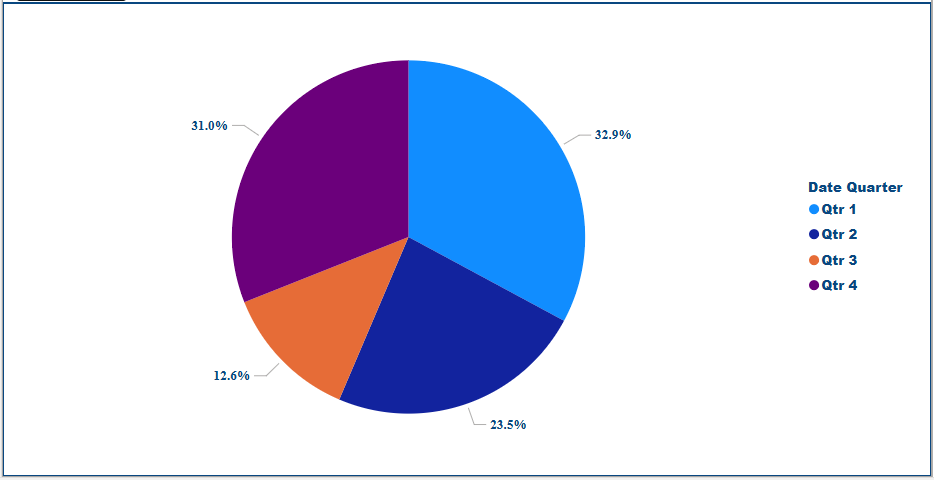 31.0%
32.9%
12.6%
23.5%
Date Quarter
Qtr 1
Qtr 2
Qtr 3
Qtr 4